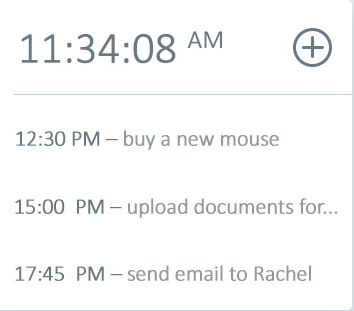 11:34:08 AM
12:30 PM – buy a new mouse
15:00 PM – upload documents for...
17:45 PM – send email to Rachel